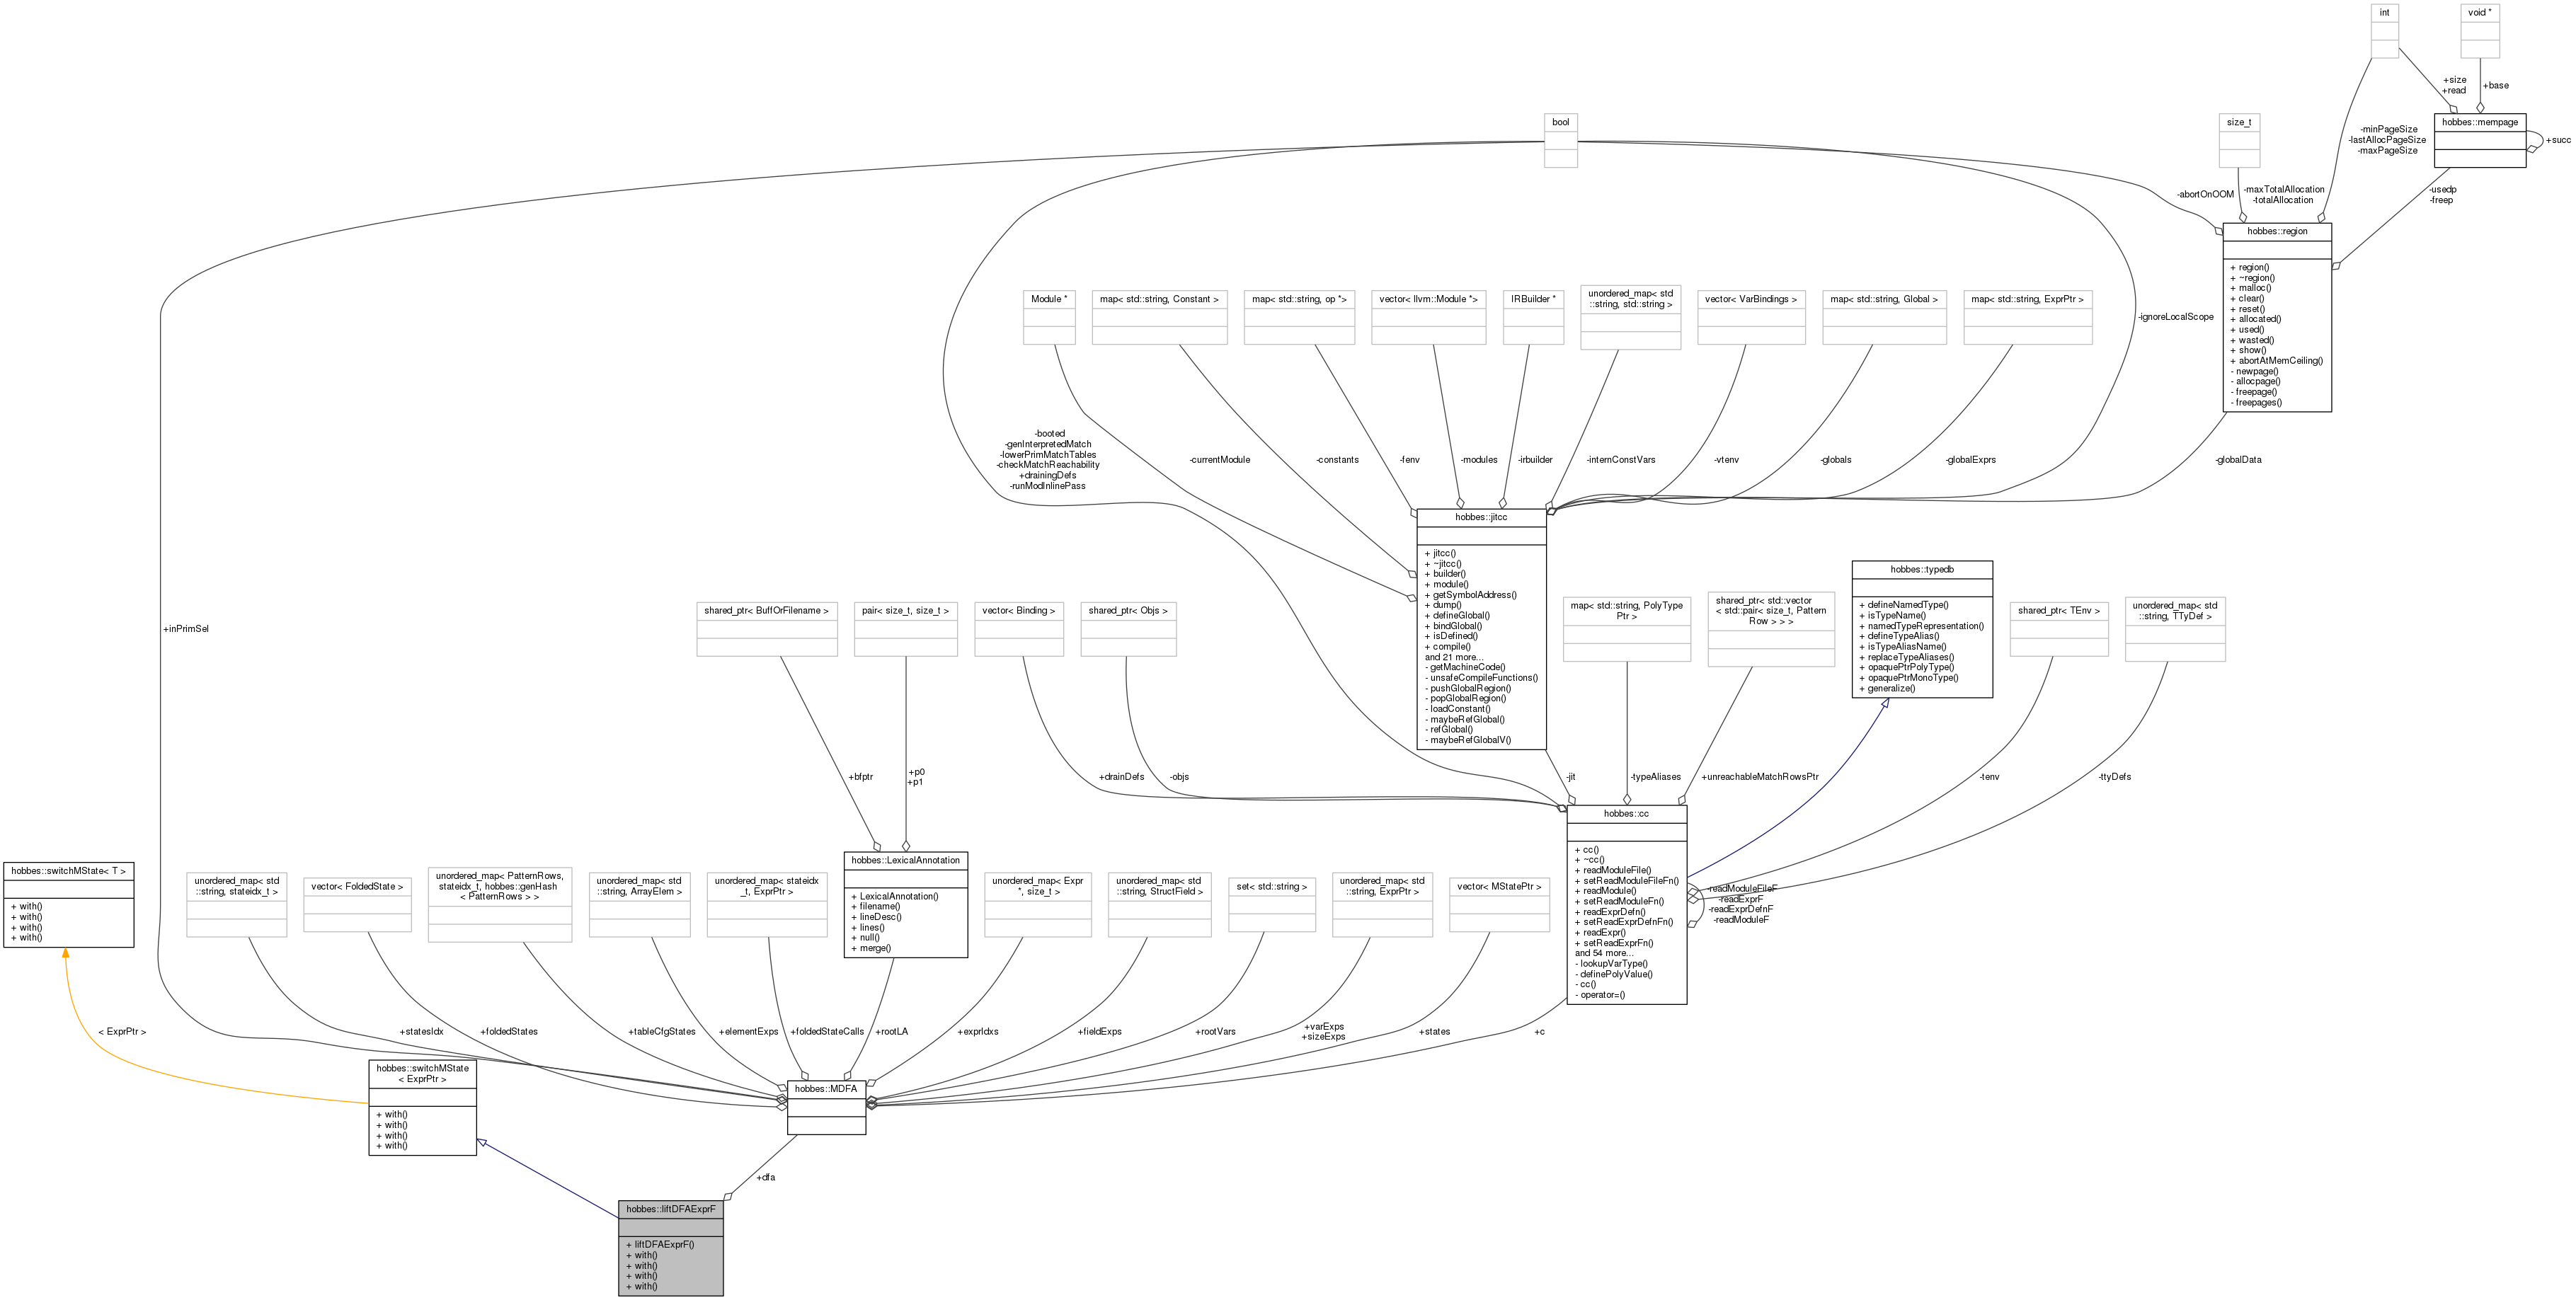 int
void *
+size
+read
+base
bool
size_t
hobbes::mempage
+succ
-minPageSize
-lastAllocPageSize
-maxPageSize
-abortOnOOM
-maxTotalAllocation
-totalAllocation
-usedp
-freep
hobbes::region
+ region()
+ ~region()
+ malloc()
+ clear()
+ reset()
+ allocated()
+ used()
+ wasted()
+ show()
+ abortAtMemCeiling()
- newpage()
- allocpage()
- freepage()
- freepages()
Module *
map< std::string, Constant >
map< std::string, op *>
vector< llvm::Module *>
IRBuilder *
unordered_map< std
::string, std::string >
vector< VarBindings >
map< std::string, Global >
map< std::string, ExprPtr >
-ignoreLocalScope
-booted
-genInterpretedMatch
-lowerPrimMatchTables
-checkMatchReachability
+drainingDefs
-runModInlinePass
-currentModule
-constants
-fenv
-modules
-irbuilder
-internConstVars
-vtenv
-globals
-globalExprs
-globalData
hobbes::jitcc
+ jitcc()
+ ~jitcc()
+ builder()
+ module()
+ getSymbolAddress()
+ dump()
+ defineGlobal()
+ bindGlobal()
+ isDefined()
+ compile()
and 21 more...
- getMachineCode()
- unsafeCompileFunctions()
- pushGlobalRegion()
- popGlobalRegion()
- loadConstant()
- maybeRefGlobal()
- refGlobal()
- maybeRefGlobalV()
+inPrimSel
shared_ptr< BuffOrFilename >
pair< size_t, size_t >
vector< Binding >
shared_ptr< Objs >
map< std::string, PolyType
Ptr >
shared_ptr< std::vector
< std::pair< size_t, Pattern
Row > > >
hobbes::typedb
+ defineNamedType()
+ isTypeName()
+ namedTypeRepresentation()
+ defineTypeAlias()
+ isTypeAliasName()
+ replaceTypeAliases()
+ opaquePtrPolyType()
+ opaquePtrMonoType()
+ generalize()
shared_ptr< TEnv >
unordered_map< std
::string, TTyDef >
+bfptr
+p0
+p1
+drainDefs
-objs
-jit
-typeAliases
+unreachableMatchRowsPtr
-tenv
-ttyDefs
hobbes::cc
+ cc()
+ ~cc()
+ readModuleFile()
+ setReadModuleFileFn()
+ readModule()
+ setReadModuleFn()
+ readExprDefn()
+ setReadExprDefnFn()
+ readExpr()
+ setReadExprFn()
and 54 more...
- lookupVarType()
- definePolyValue()
- cc()
- operator=()
-readModuleFileF
-readExprF
-readExprDefnF
-readModuleF
hobbes::switchMState< T >
+ with()
+ with()
+ with()
+ with()
unordered_map< std
::string, stateidx_t >
vector< FoldedState >
unordered_map< PatternRows,
stateidx_t, hobbes::genHash
< PatternRows > >
unordered_map< std
::string, ArrayElem >
unordered_map< stateidx
_t, ExprPtr >
hobbes::LexicalAnnotation
+ LexicalAnnotation()
+ filename()
+ lineDesc()
+ lines()
+ null()
+ merge()
unordered_map< Expr
*, size_t >
unordered_map< std
::string, StructField >
set< std::string >
unordered_map< std
::string, ExprPtr >
vector< MStatePtr >
< ExprPtr >
+statesIdx
+foldedStates
+tableCfgStates
+elementExps
+foldedStateCalls
+rootLA
+exprIdxs
+fieldExps
+rootVars
+varExps
+sizeExps
+states
+c
hobbes::switchMState
< ExprPtr >
+ with()
+ with()
+ with()
+ with()
hobbes::MDFA
+dfa
hobbes::liftDFAExprF
+ liftDFAExprF()
+ with()
+ with()
+ with()
+ with()